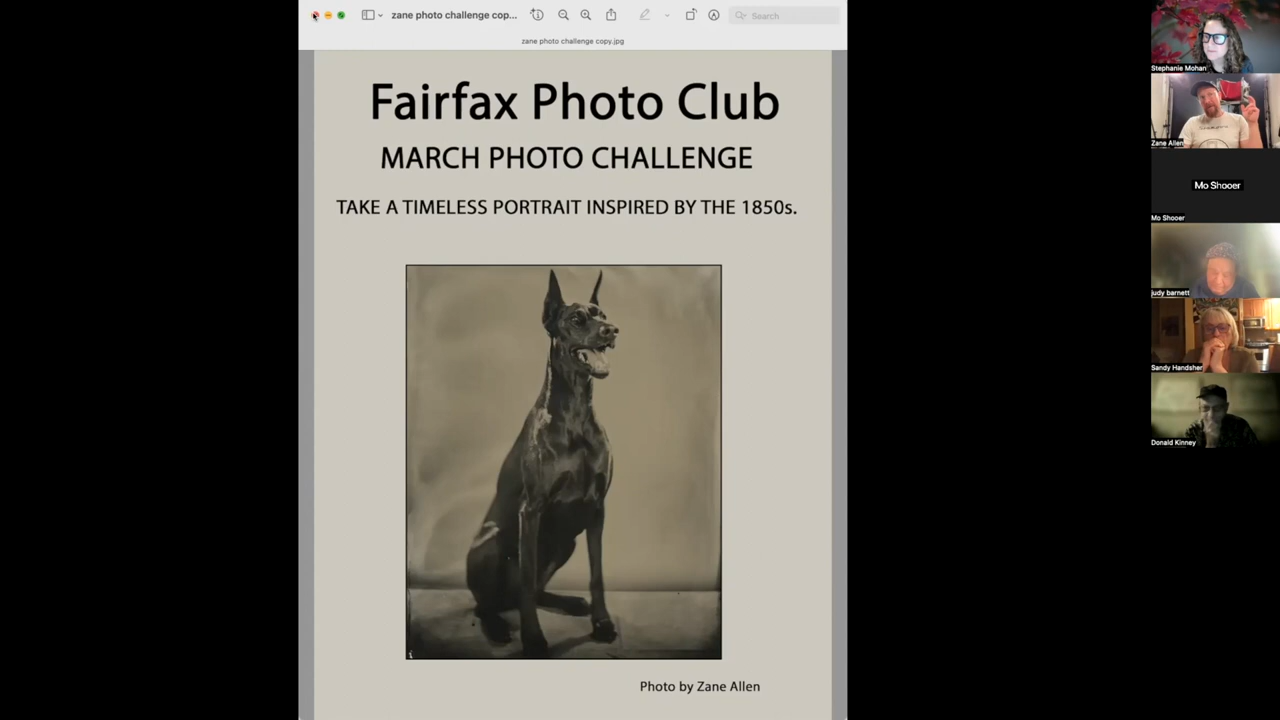 zane photo challenge cop...
Search
zane photo challenge copy.jpg
Fairfax Photo Club
MARCH PHOTO CHALLENGE
TAKE A TIMELESS PORTRAIT INSPIRED BY THE 1850s.
Photo by Zane Allen
Stephanie Mohan
Zane Allen
Mo Shooer
Mo Shooer
judy barnett
Sandy Handsher
Donald Kinney